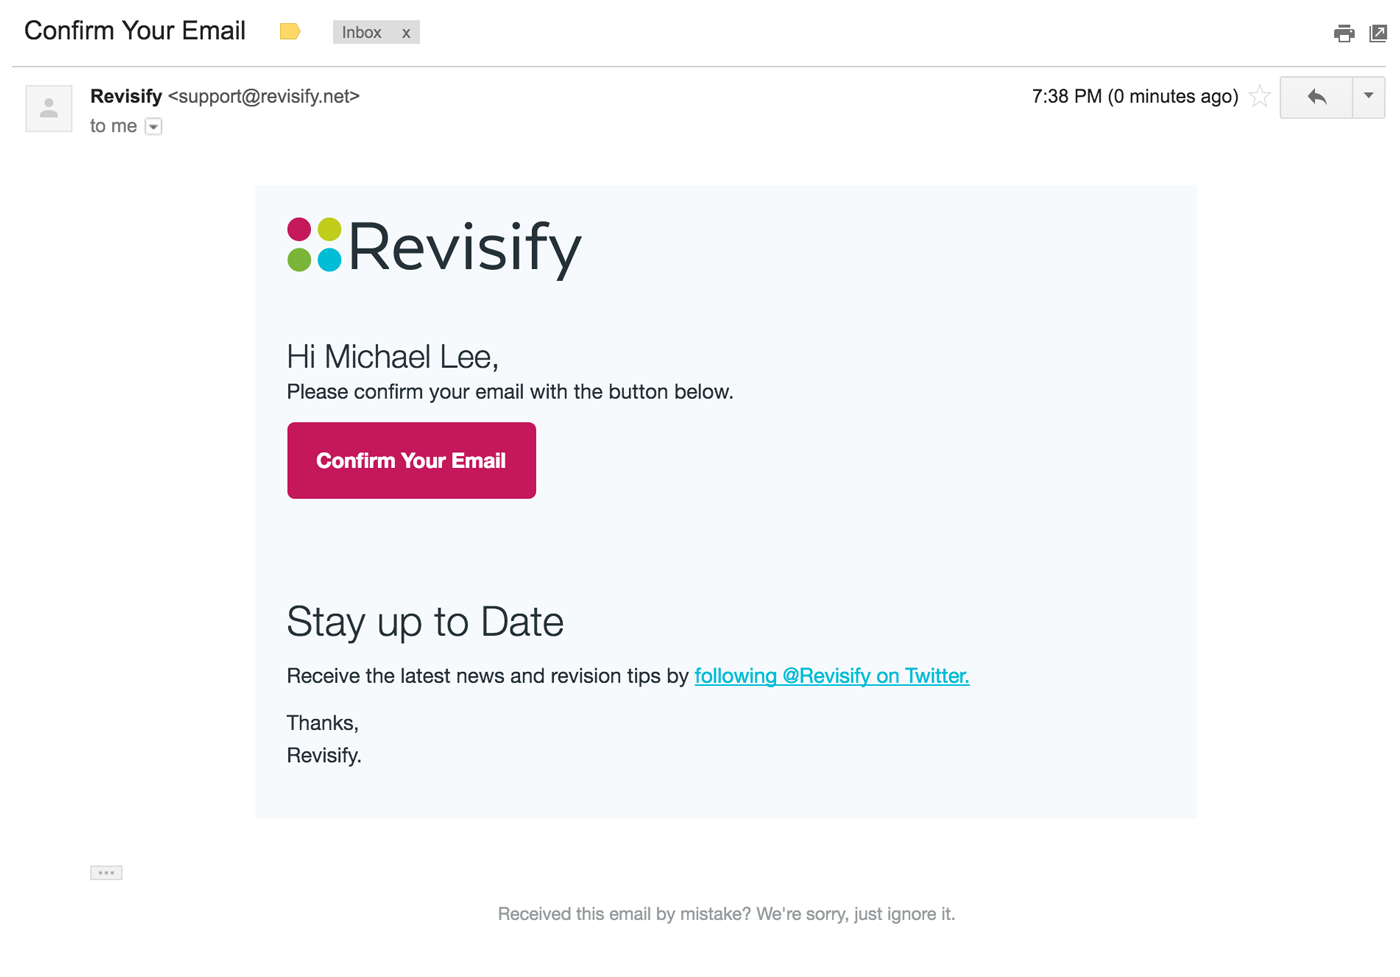 Confirm Your Email
Inbox x
Revisify <support@revisify.net>
7:38 PM (0 minutes ago)
to me
Revisify
Hi Michael Lee,
Please confirm your email with the button below.
Confirm Your Email
Stay up to Date
Receive the latest news and revision tips by following @Revisify on Twitter.
Thanks,
Revisify.
Received this email by mistake? We're sorry, just ignore it.